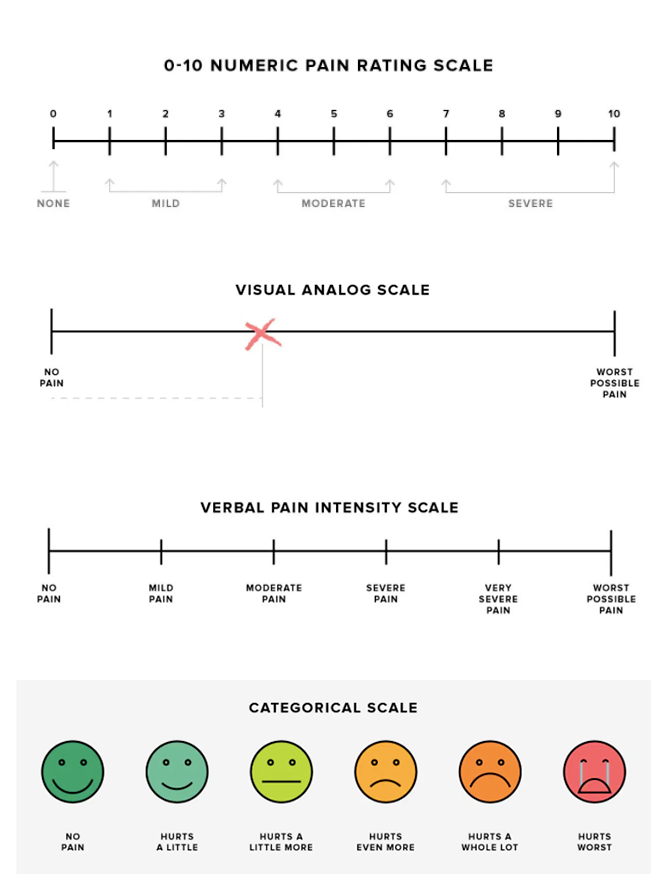 0-10 NUMERIC PAIN RATING SCALE
0 1 2 3 4 5 6 7 8 9 10
NONE MILD MODERATE SEVERE
VISUAL ANALOG SCALE
NO
PAIN
WORST
POSSIBLE
PAIN
VERBAL PAIN INTENSITY SCALE
NO
PAIN
MILD
PAIN
MODERATE
PAIN
SEVERE
PAIN
VERY
SEVERE
PAIN
WORST
POSSIBLE
PAIN
CATEGORICAL SCALE
NO
PAIN
HURTS
A LITTLE
HURTS A
LITTLE MORE
HURTS
EVEN MORE
HURTS A
WHOLE LOT
HURTS
WORST